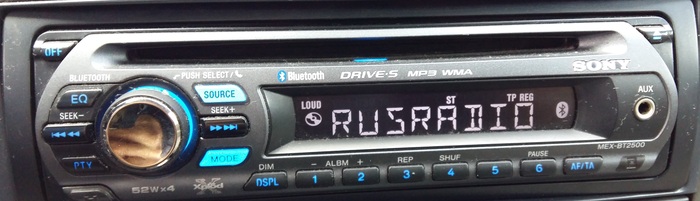 OFF
BLUETOOTH
PUSH SELECT/
Bluetooth
DRIVE·S MP3 WMA
SONY
EQ
SOURCE
SEEK-
SEEK+
LOUD
ST
TP REG
RUSRADIO
AUX
MEX-BT2500
PTY
MODE
DIM
- ALBM +
REP
SHUF
PAUSE
DSPL
1
2
3
4
5
6
AF/TA
52W×4
Xplod